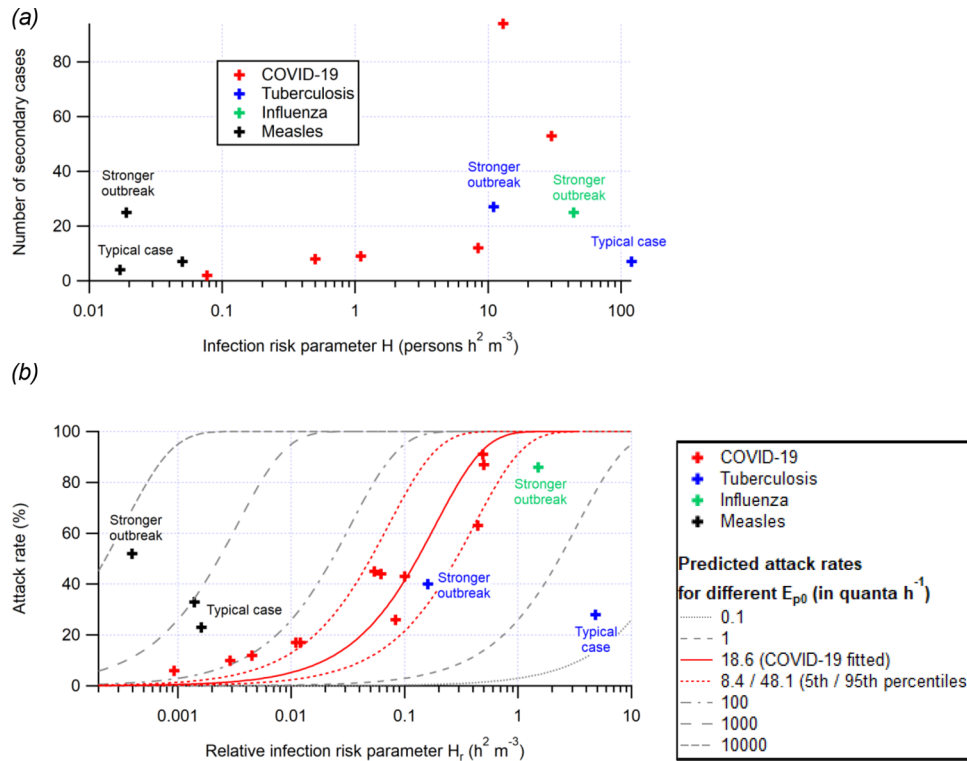 (a)
Number of secondary cases
80
60
40
20
0
COVID-19
Tuberculosis
Influenza
Measles
Stronger
outbreak
Typical case
Stronger
outbreak
Stronger
outbreak
Typical case
0.01
0.1
1
10
100
Infection risk parameter H (persons h² m⁻³)
(b)
Attack rate (%)
100
80
60
40
20
0
Stronger
outbreak
Typical case
Stronger
outbreak
Stronger
outbreak
Typical
case
0.001
0.01
0.1
1
10
Relative infection risk parameter Hᵣ (h² m⁻³)
COVID-19
Tuberculosis
Influenza
Measles
Predicted attack rates
for different Eₚ₀ (in quanta h⁻¹)
0.1
1
18.6 (COVID-19 fitted)
8.4 / 48.1 (5th / 95th percentiles
100
1000
10000